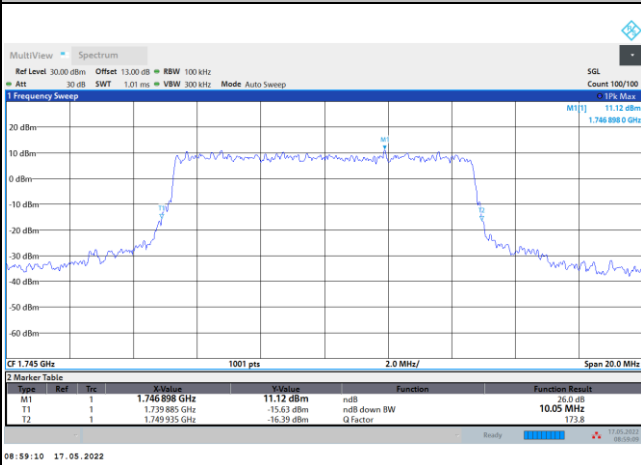 MultiView Spectrum
Ref Level 30.00 dBm Offset 13.00 dB RBW 100 kHz SGL
Att 30 dB SWT 1.01 ms VBW 300 kHz Mode Auto Sweep Count 100/100
1 Frequency Sweep 1Pk Max
M1[1] 11.12 dBm
1.746 898 0 GHz
20 dBm
M1
10 dBm
0 dBm
-10 dBm
T1 T2
-20 dBm
-30 dBm
-40 dBm
-50 dBm
-60 dBm
CF 1.745 GHz 1001 pts 2.0 MHz/ Span 20.0 MHz
2 Marker Table
Type Ref Trc X-Value Y-Value Function Function Result
M1 1 1.746 898 GHz 11.12 dBm ndB 26.0 dB
T1 1 1.739 885 GHz -15.63 dBm ndB down BW 10.05 MHz
T2 1 1.749 935 GHz -16.39 dBm Q Factor 173.8
Ready 17.05.2022
08:59:09
08:59:10 17.05.2022